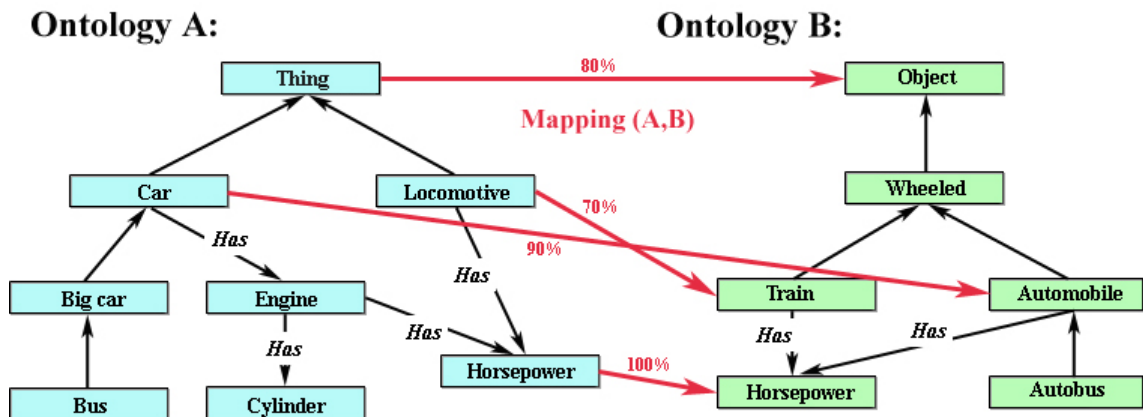 Ontology A:
Ontology B:
80%
Thing
Object
Mapping (A,B)
Car
Locomotive
Wheeled
70%
Has
90%
Has
Big car
Engine
Train
Automobile
Has
Has
Has
Has
Horsepower
100%
Horsepower
Bus
Cylinder
Autobus